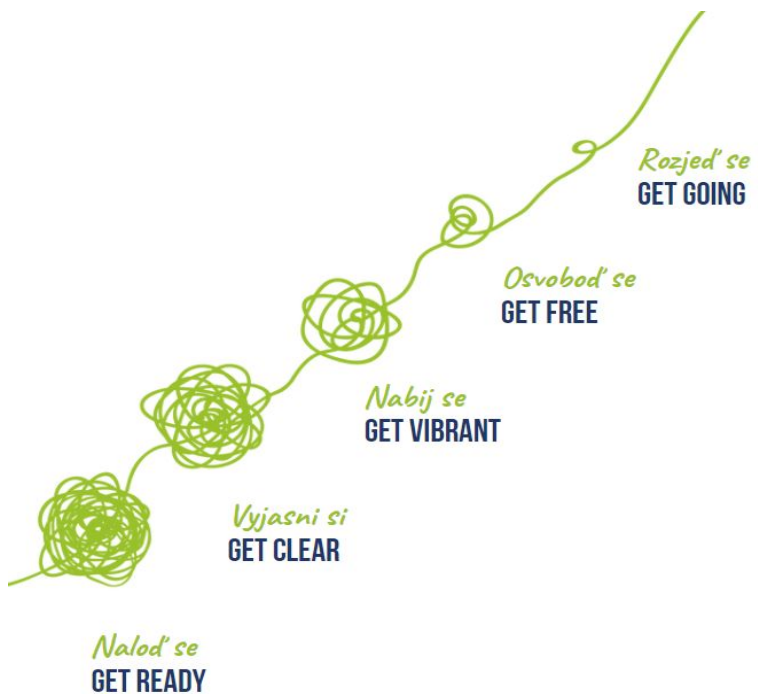 Rozjeď se
GET GOING
Osvoboď se
GET FREE
Nabij se
GET VIBRANT
Vyjasni si
GET CLEAR
Naloď se
GET READY